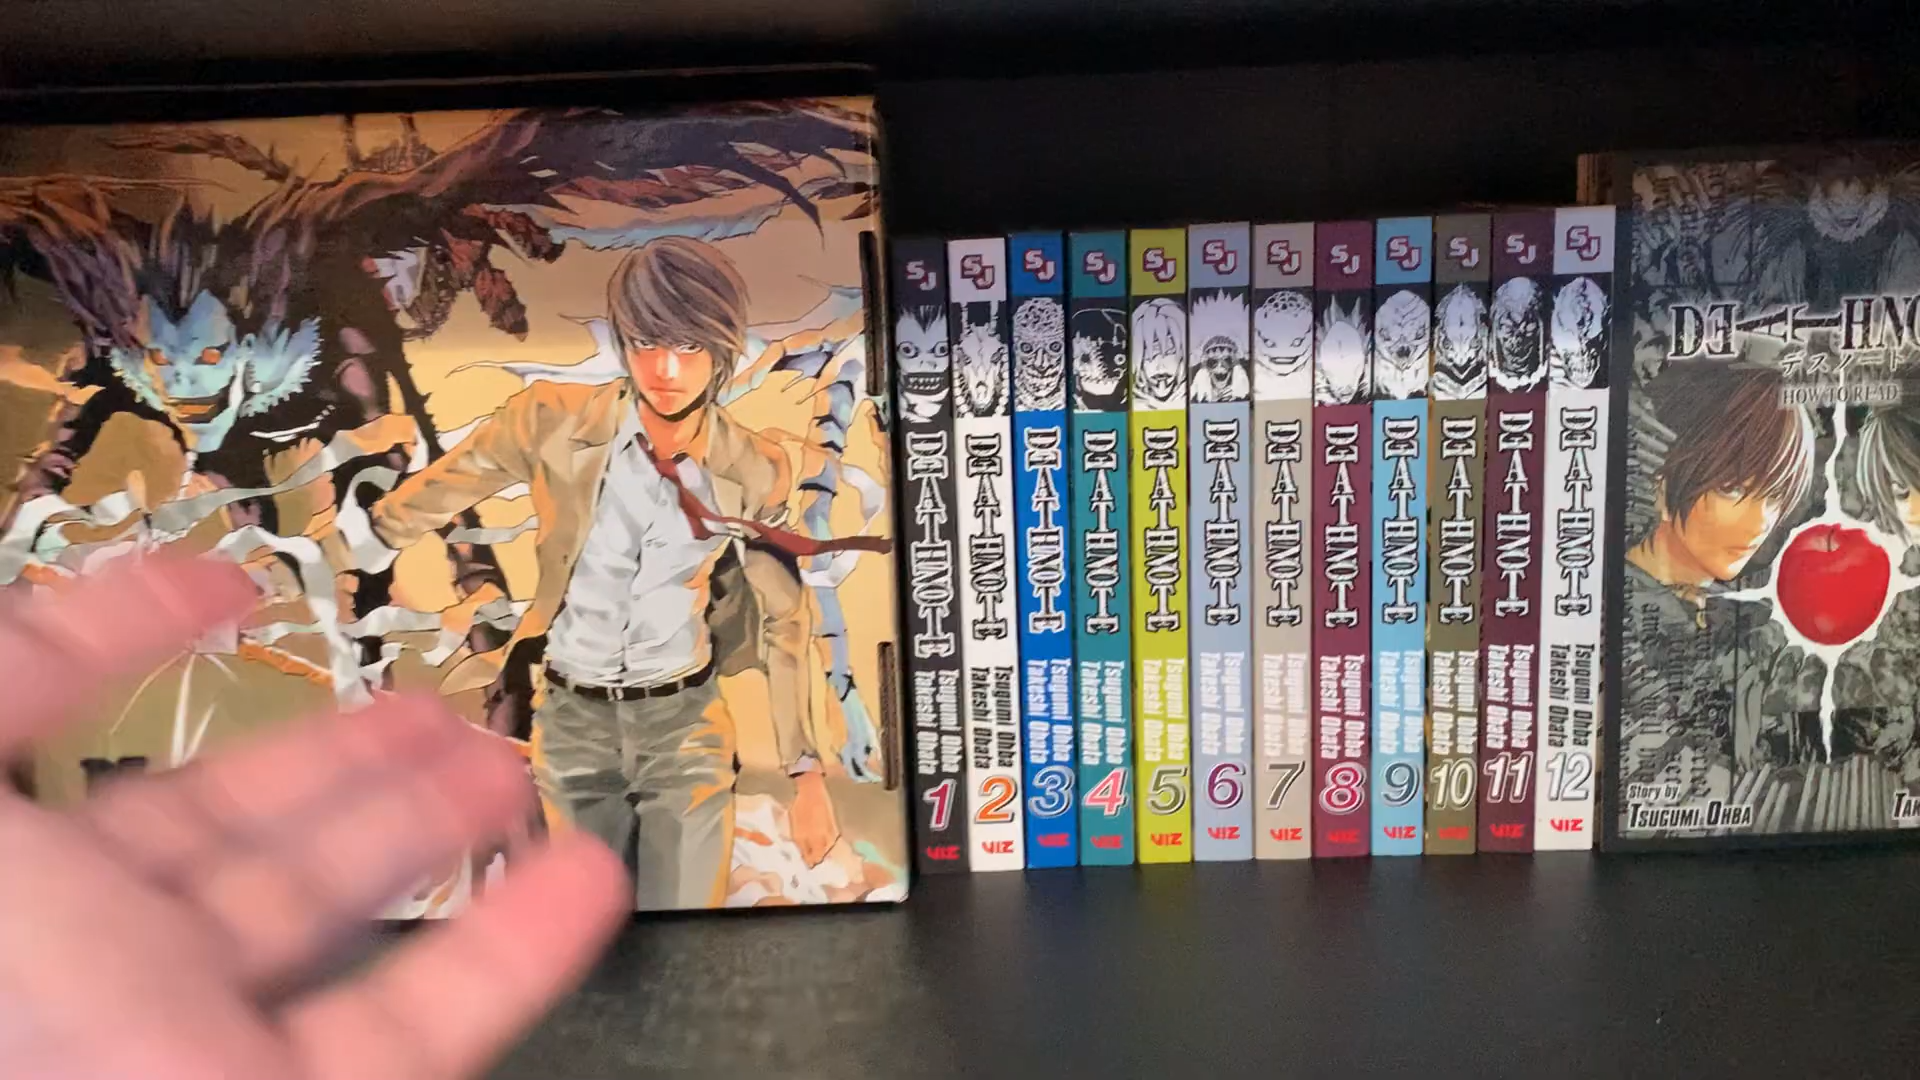 SJ
DEATH NOTE
Tsugumi Ohba
Takeshi Obata
1
VIZ
SJ
DEATH NOTE
Tsugumi Ohba
Takeshi Obata
2
VIZ
SJ
DEATH NOTE
Tsugumi Ohba
Takeshi Obata
3
VIZ
SJ
DEATH NOTE
Tsugumi Ohba
Takeshi Obata
4
VIZ
SJ
DEATH NOTE
Tsugumi Ohba
Takeshi Obata
5
VIZ
SJ
DEATH NOTE
Tsugumi Ohba
Takeshi Obata
6
VIZ
SJ
DEATH NOTE
Tsugumi Ohba
Takeshi Obata
7
VIZ
SJ
DEATH NOTE
Tsugumi Ohba
Takeshi Obata
8
VIZ
SJ
DEATH NOTE
Tsugumi Ohba
Takeshi Obata
9
VIZ
SJ
DEATH NOTE
Tsugumi Ohba
Takeshi Obata
10
VIZ
SJ
DEATH NOTE
Tsugumi Ohba
Takeshi Obata
11
VIZ
SJ
DEATH NOTE
Tsugumi Ohba
Takeshi Obata
12
VIZ
DEATH NO
デスノート
HOW TO READ
Story by
TSUGUMI OHBA